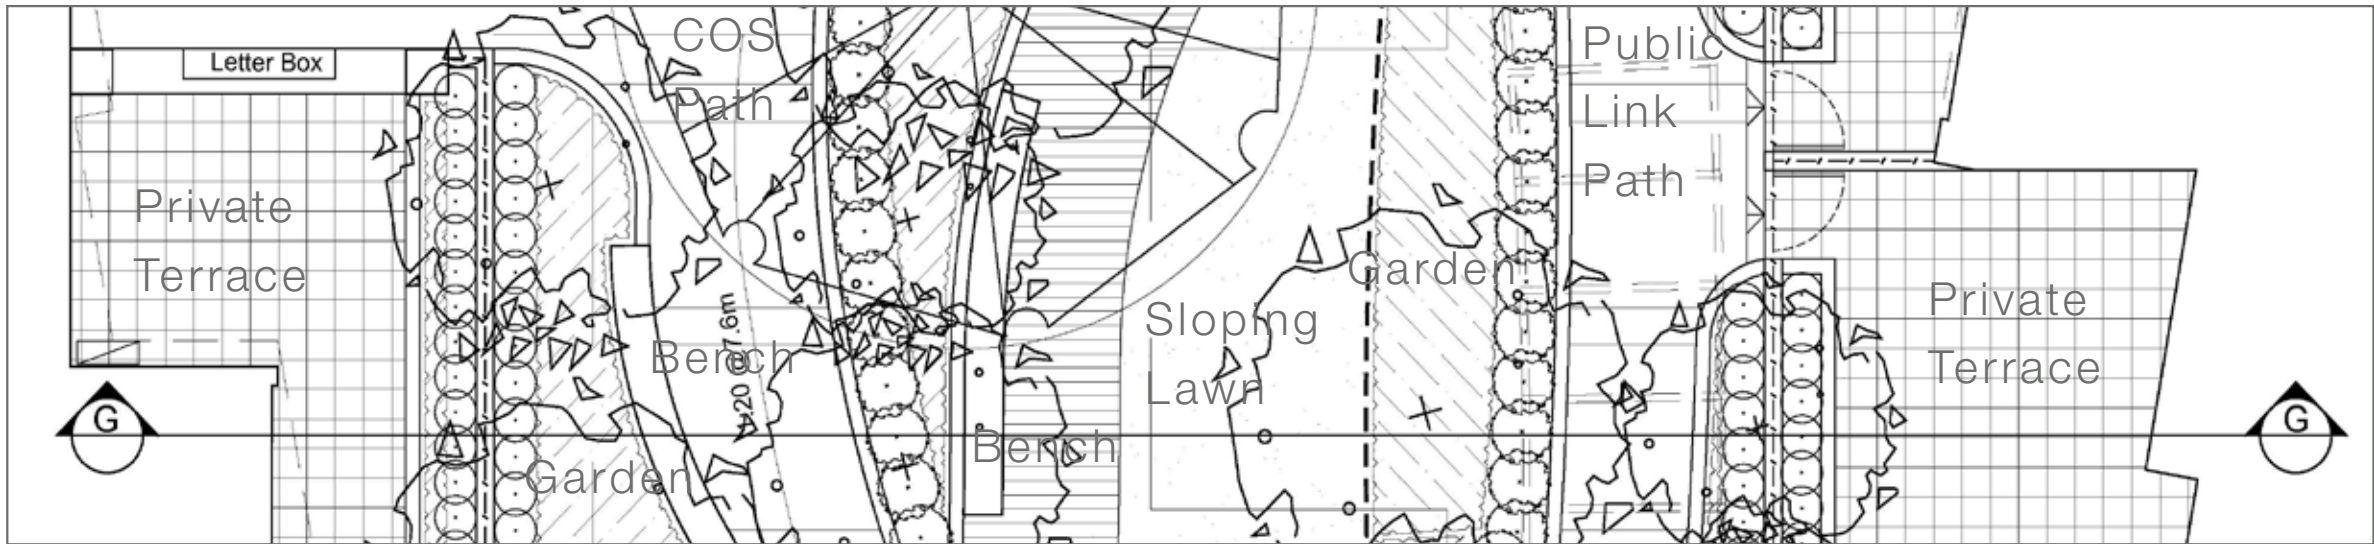 COS
Path
Public
Link
Path
Letter Box
Private
Terrace
Garden
Sloping
Lawn
Private
Terrace
Bench
G
G
Bench
Garden